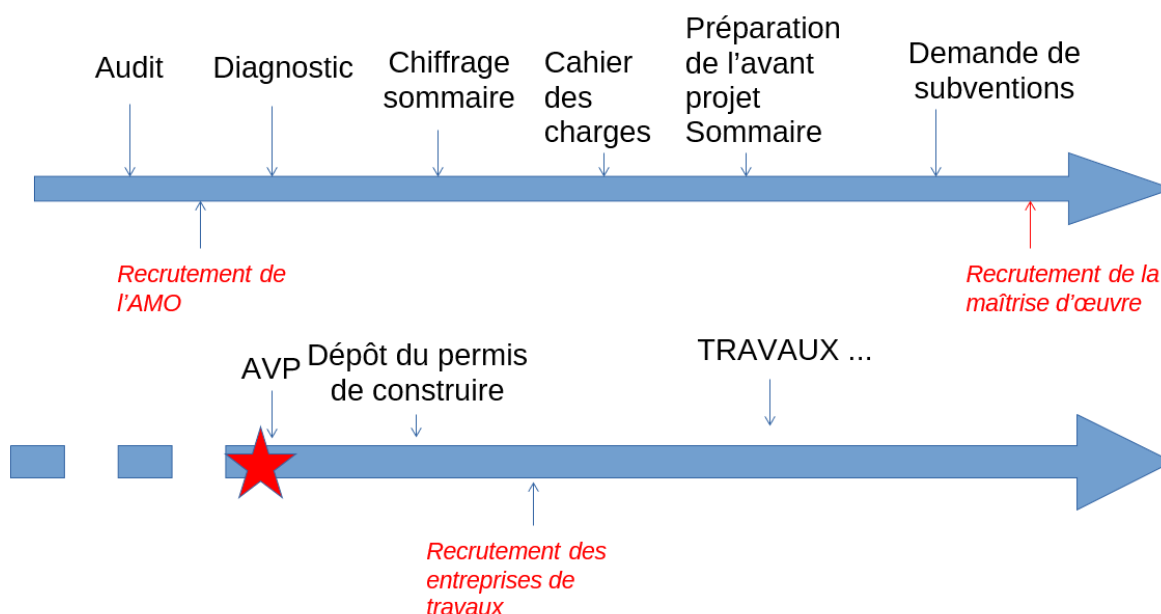 Audit
Diagnostic
Chiffrage
sommaire
Cahier
des
charges
Préparation
de l’avant
projet
Sommaire
Demande de
subventions
Recrutement de
l’AMO
Recrutement de la
maîtrise d’œuvre
AVP
Dépôt du permis
de construire
TRAVAUX ...
Recrutement des
entreprises de
travaux